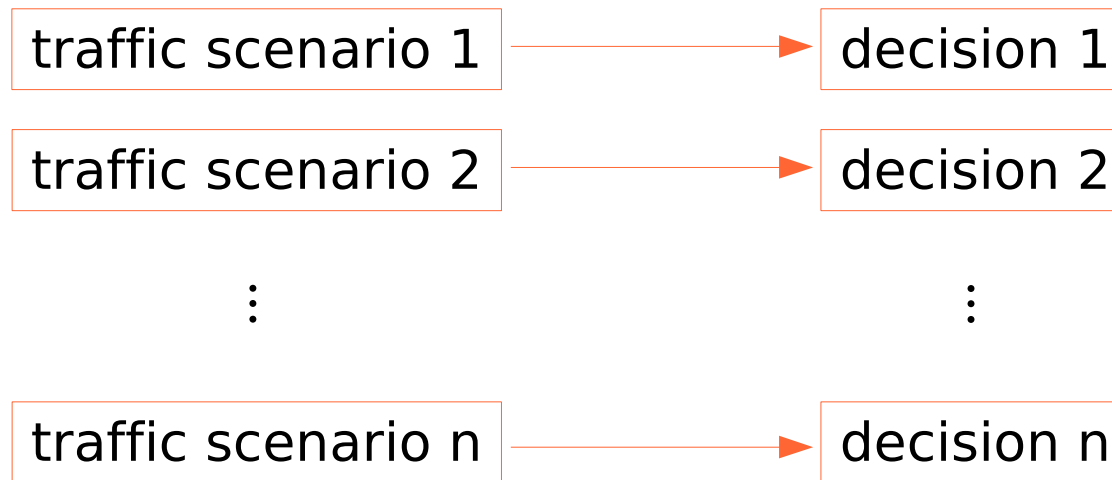 traffic scenario 1
decision 1
traffic scenario 2
decision 2
⋮
⋮
traffic scenario n
decision n